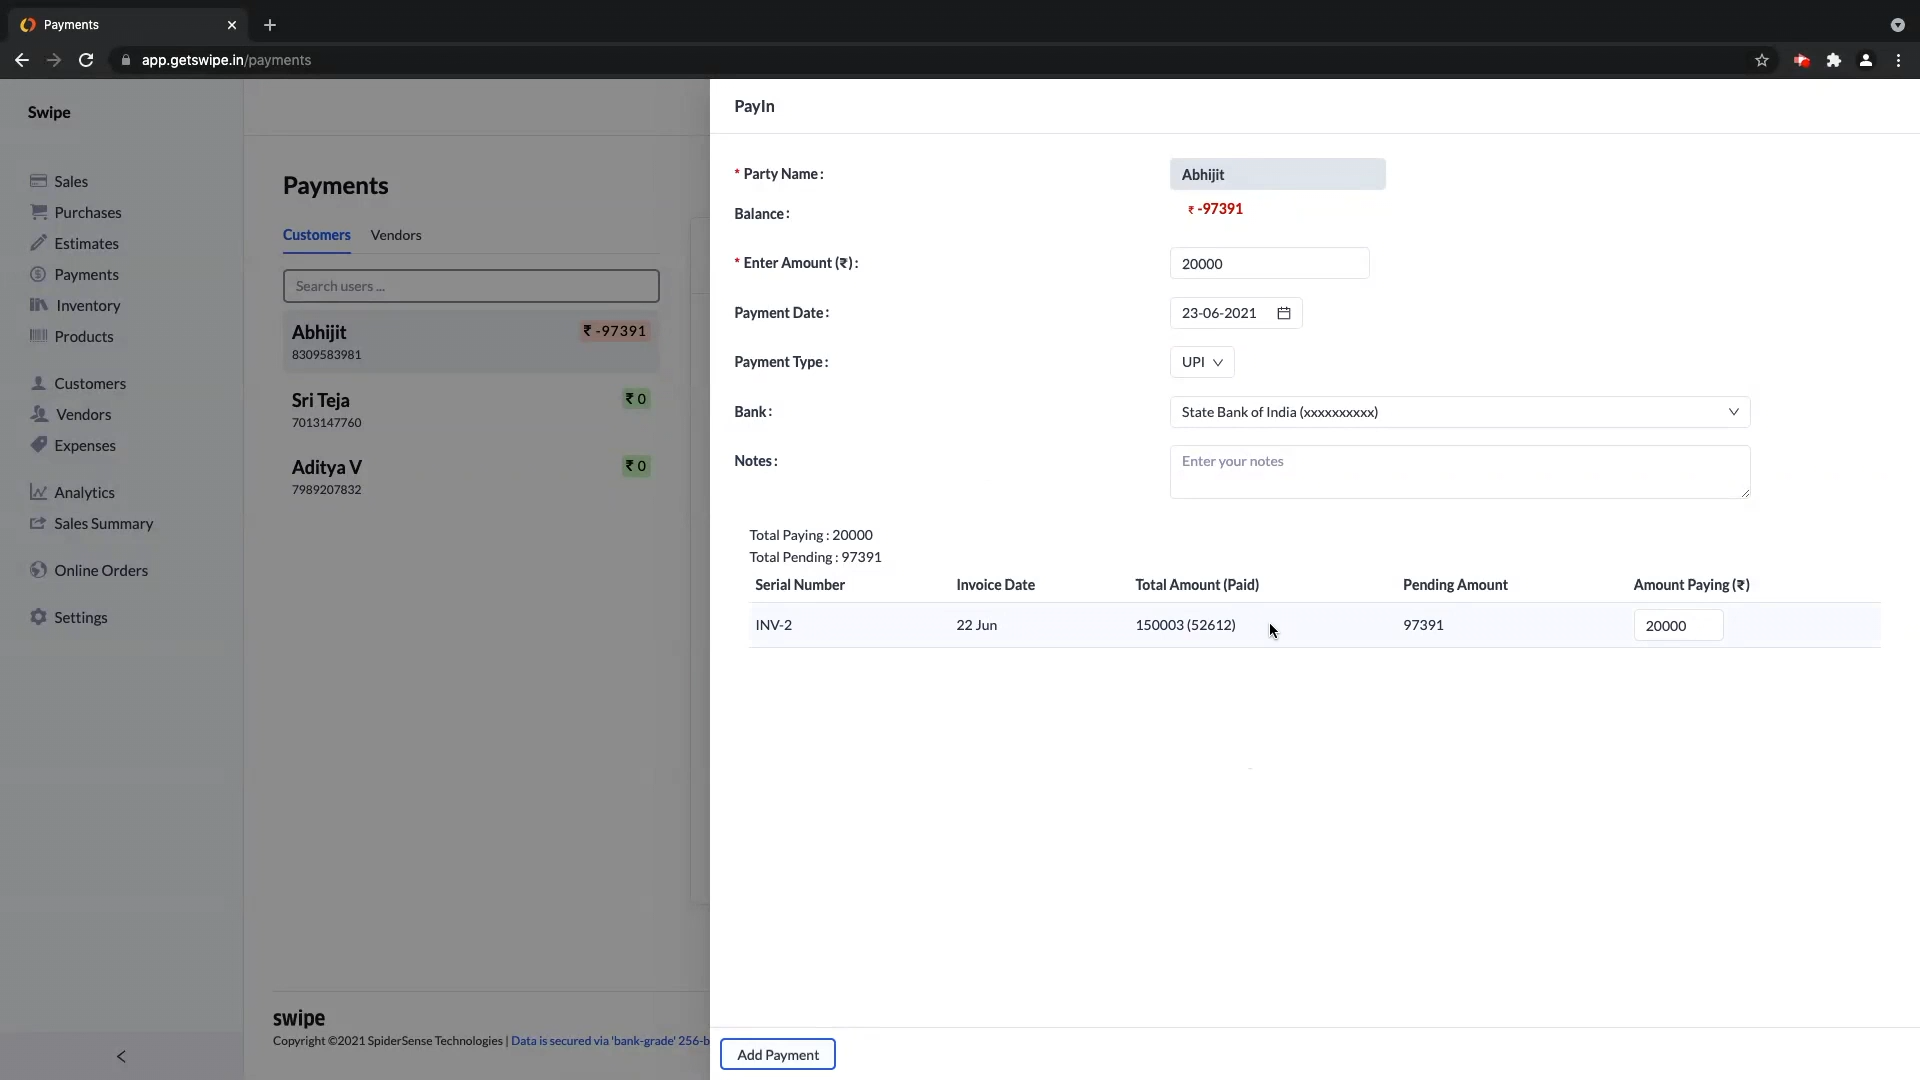 Payments
app.getswipe.in/payments
Swipe
Sales
Purchases
Estimates
Payments
Inventory
Products
Customers
Vendors
Expenses
Analytics
Sales Summary
Online Orders
Settings
Payments
Customers Vendors
Search users ...
Abhijit ₹ -97391
8309583981
Sri Teja ₹ 0
7013147760
Aditya V ₹ 0
7989207832
swipe
Copyright ©2021 SpiderSense Technologies | Data is secured via 'bank-grade' 256-b
PayIn
* Party Name : Abhijit
Balance : ₹ -97391
* Enter Amount (₹) : 20000
Payment Date : 23-06-2021
Payment Type : UPI
Bank : State Bank of India (xxxxxxxxxx)
Notes : Enter your notes
Total Paying : 20000
Total Pending : 97391
Serial Number Invoice Date Total Amount (Paid) Pending Amount Amount Paying (₹)
INV-2 22 Jun 150003 (52612) 97391 20000
Add Payment